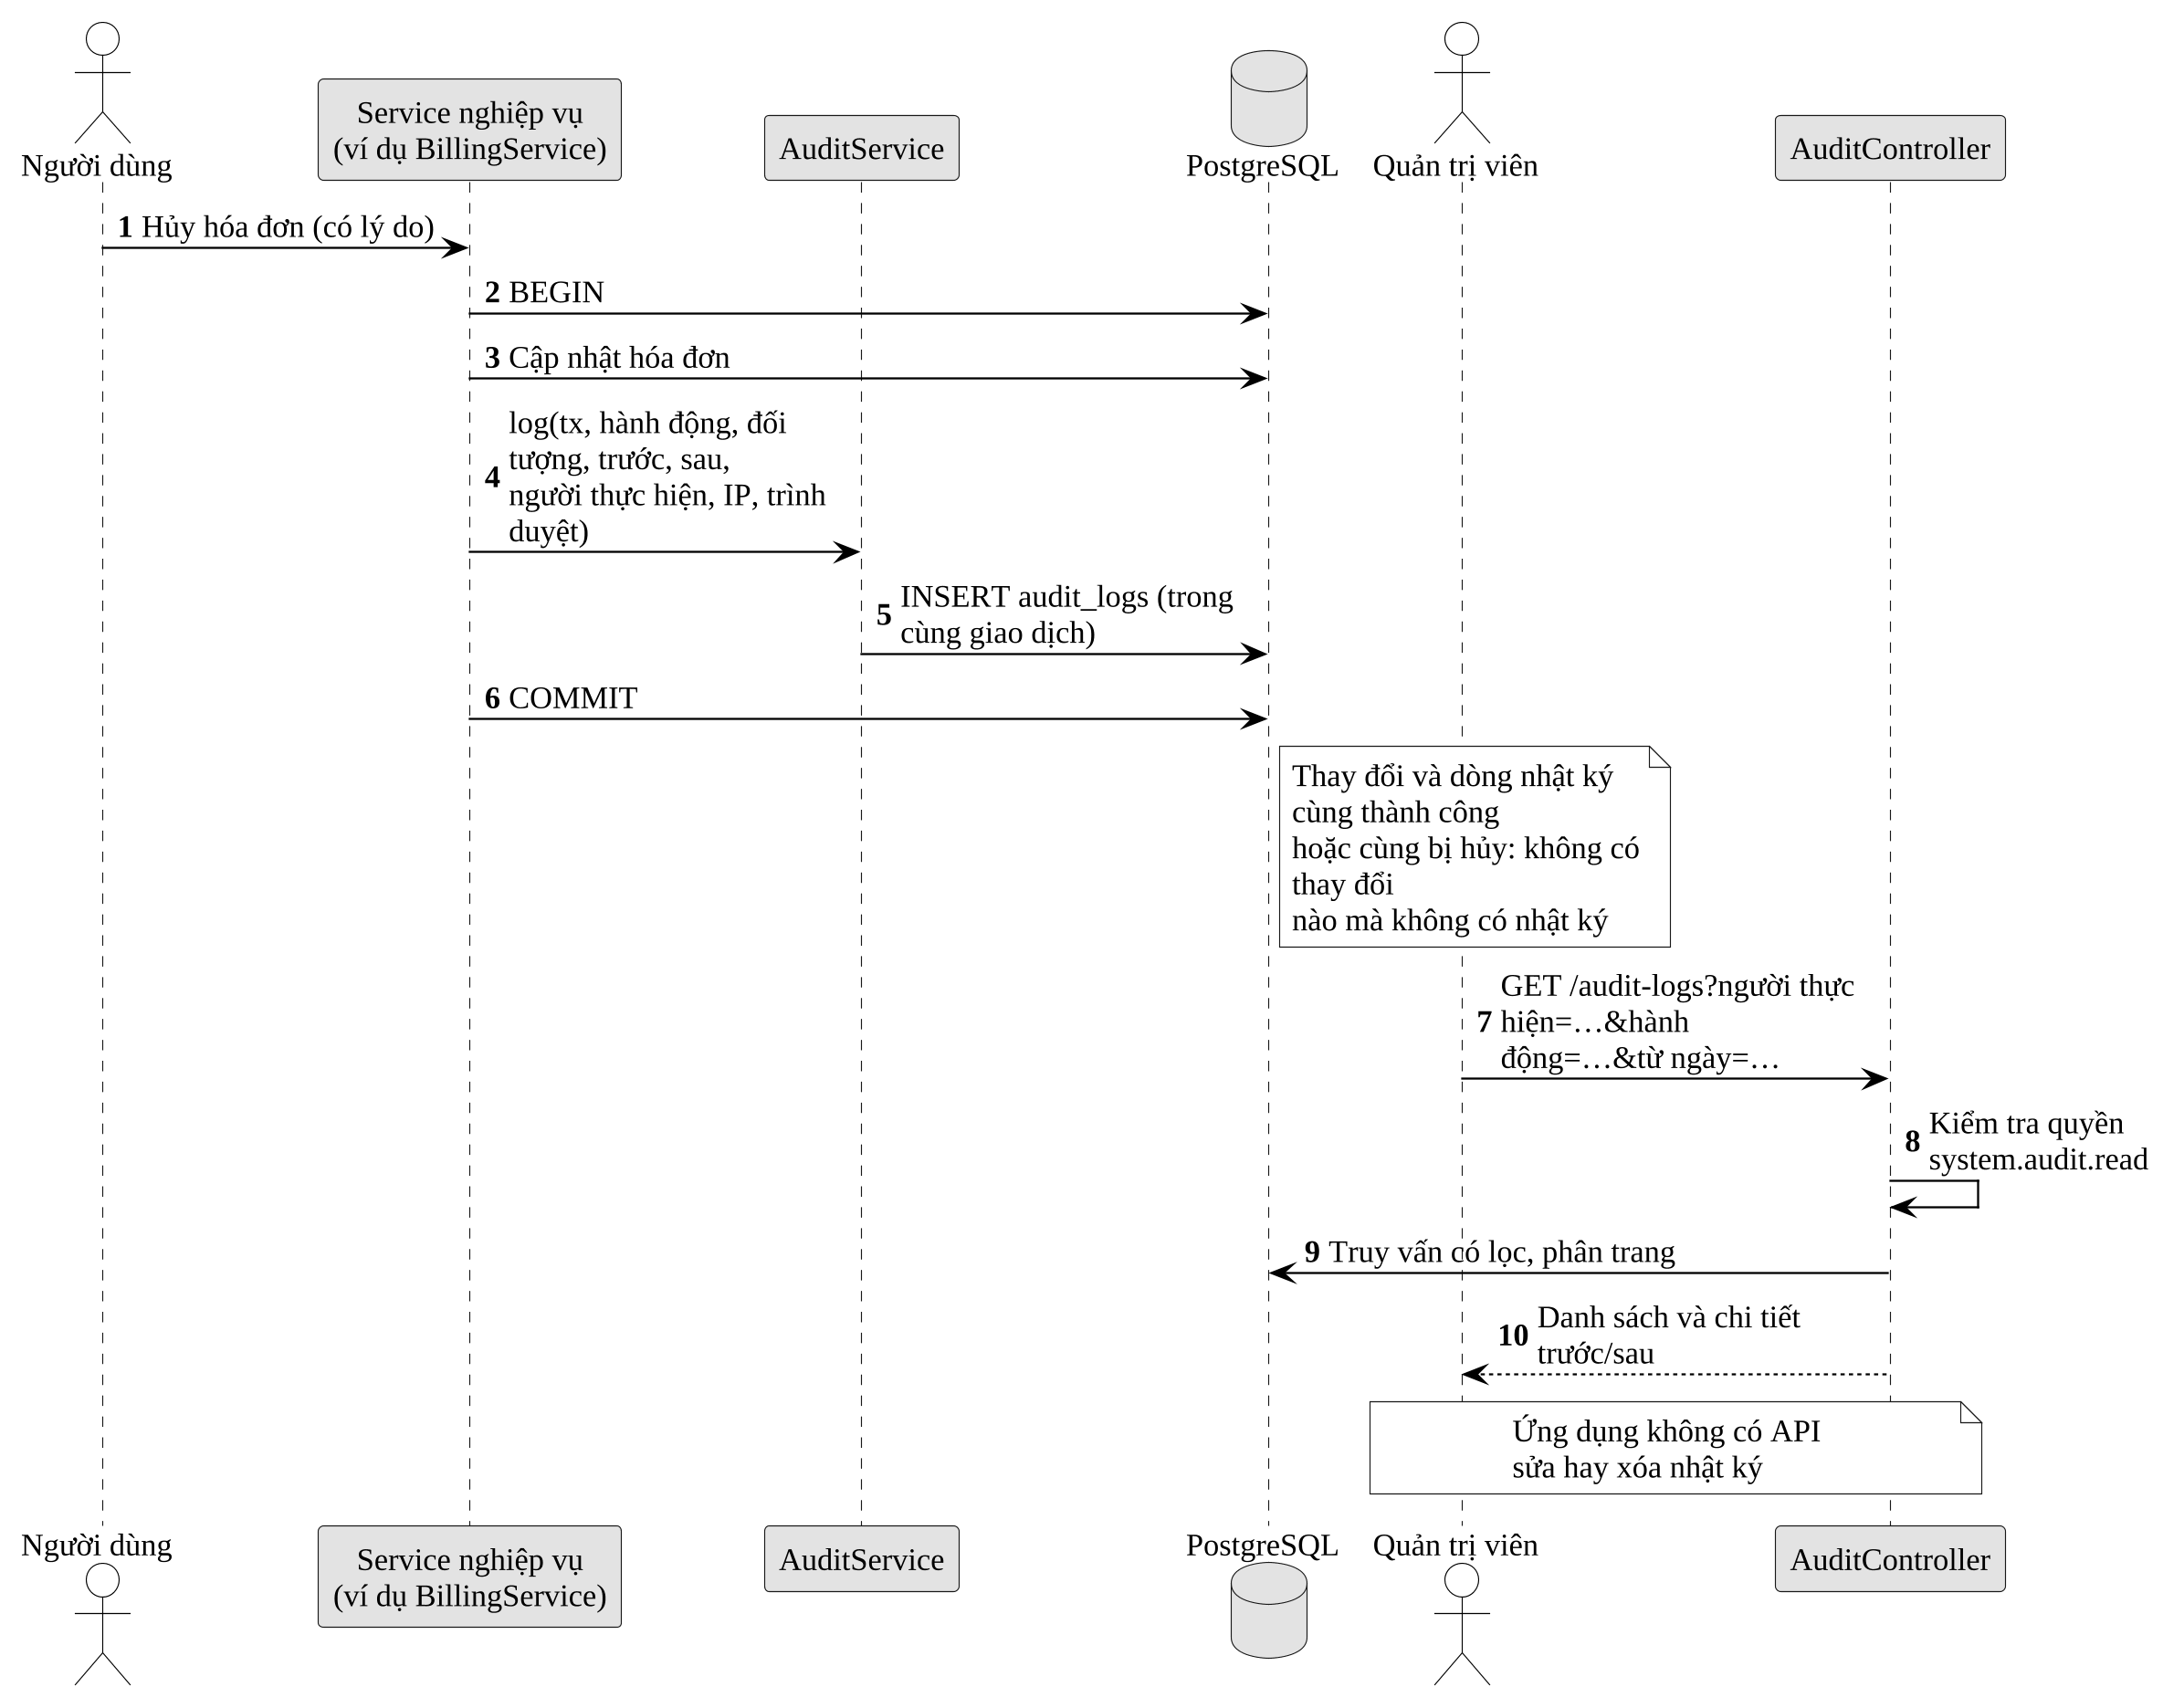 Người dùng
Service nghiệp vụ
(ví dụ BillingService)
AuditService
PostgreSQL
Quản trị viên
AuditController
1 Hủy hóa đơn (có lý do)
2 BEGIN
3 Cập nhật hóa đơn
4 log(tx, hành động, đối
tượng, trước, sau,
người thực hiện, IP, trình
duyệt)
5 INSERT audit_logs (trong
cùng giao dịch)
6 COMMIT
Thay đổi và dòng nhật ký
cùng thành công
hoặc cùng bị hủy: không có
thay đổi
nào mà không có nhật ký
7 GET /audit-logs?người thực
hiện=…&hành
động=…&từ ngày=…
8 Kiểm tra quyền
system.audit.read
9 Truy vấn có lọc, phân trang
10 Danh sách và chi tiết
trước/sau
Ứng dụng không có API
sửa hay xóa nhật ký
Người dùng
Service nghiệp vụ
(ví dụ BillingService)
AuditService
PostgreSQL
Quản trị viên
AuditController